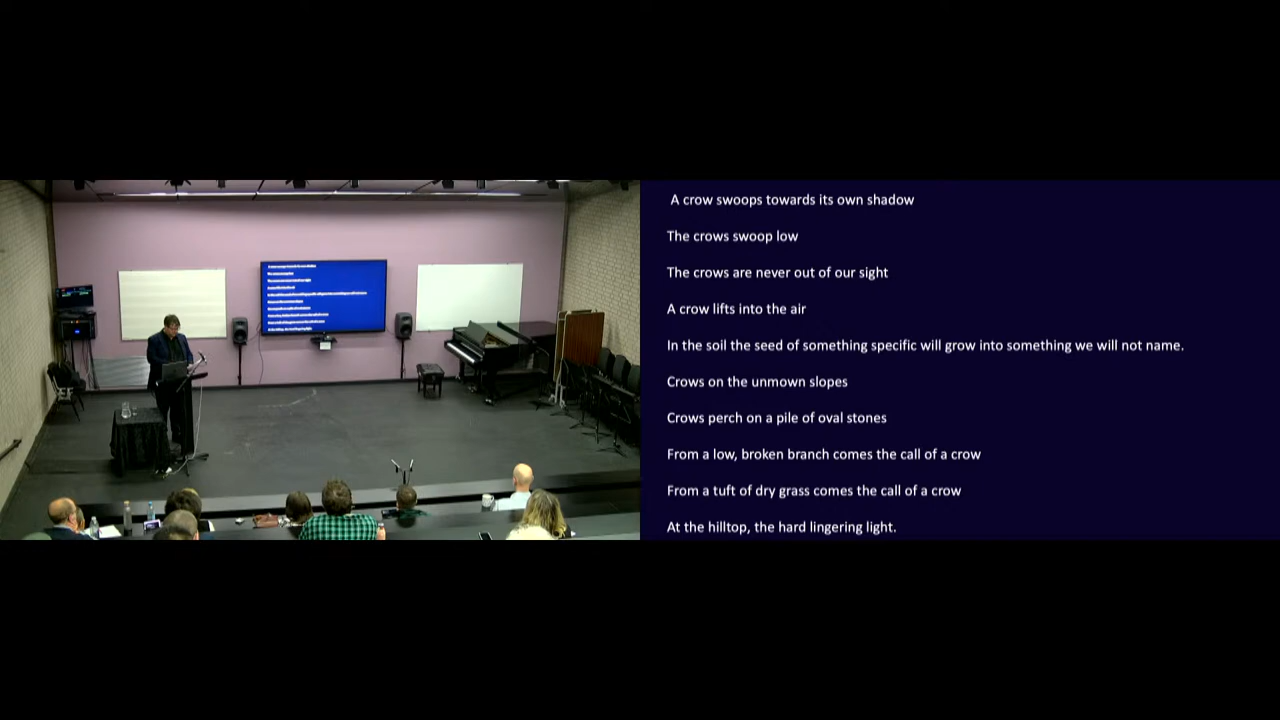 A crow swoops towards its own shadow
The crows swoop low
The crows are never out of our sight
A crow lifts into the air
In the soil the seed of something specific will grow into something we will not name.
Crows on the unmown slopes
Crows perch on a pile of oval stones
From a low, broken branch comes the call of a crow
From a tuft of dry grass comes the call of a crow
At the hilltop, the hard lingering light.